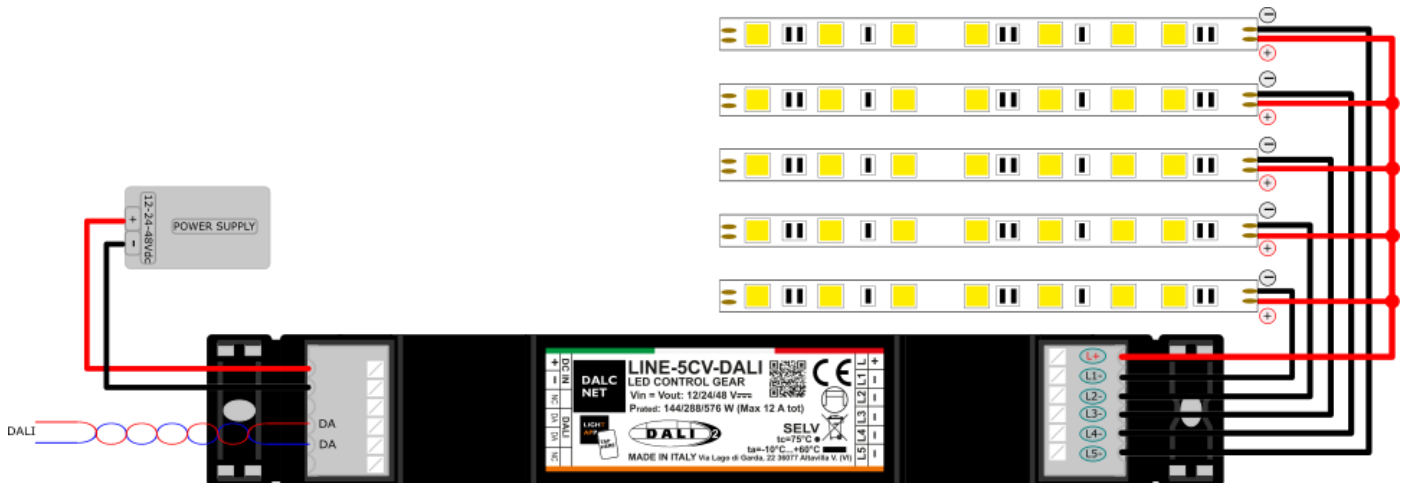 12-24-48Vdc
+
-
POWER SUPPLY
-
+
-
+
-
+
-
+
-
+
DALI
DA
DA
+ - NC DA DA NC
DC IN
DALI
DALC
NET
LINE-5CV-DALI
LED CONTROL GEAR
Vin = Vout: 12/24/48 V
Prated: 144/288/576 W (Max 12 A tot)
LIGHT
APP
DALI 2
CE
SELV
tc=75°C
ta=-10°C...+60°C
MADE IN ITALY Via Lago di Garda, 22 36077 Altavilla V. (VI)
L L1 L2 L3 L4 L5
+ - - - - -
L+
L1-
L2-
L3-
L4-
L5-